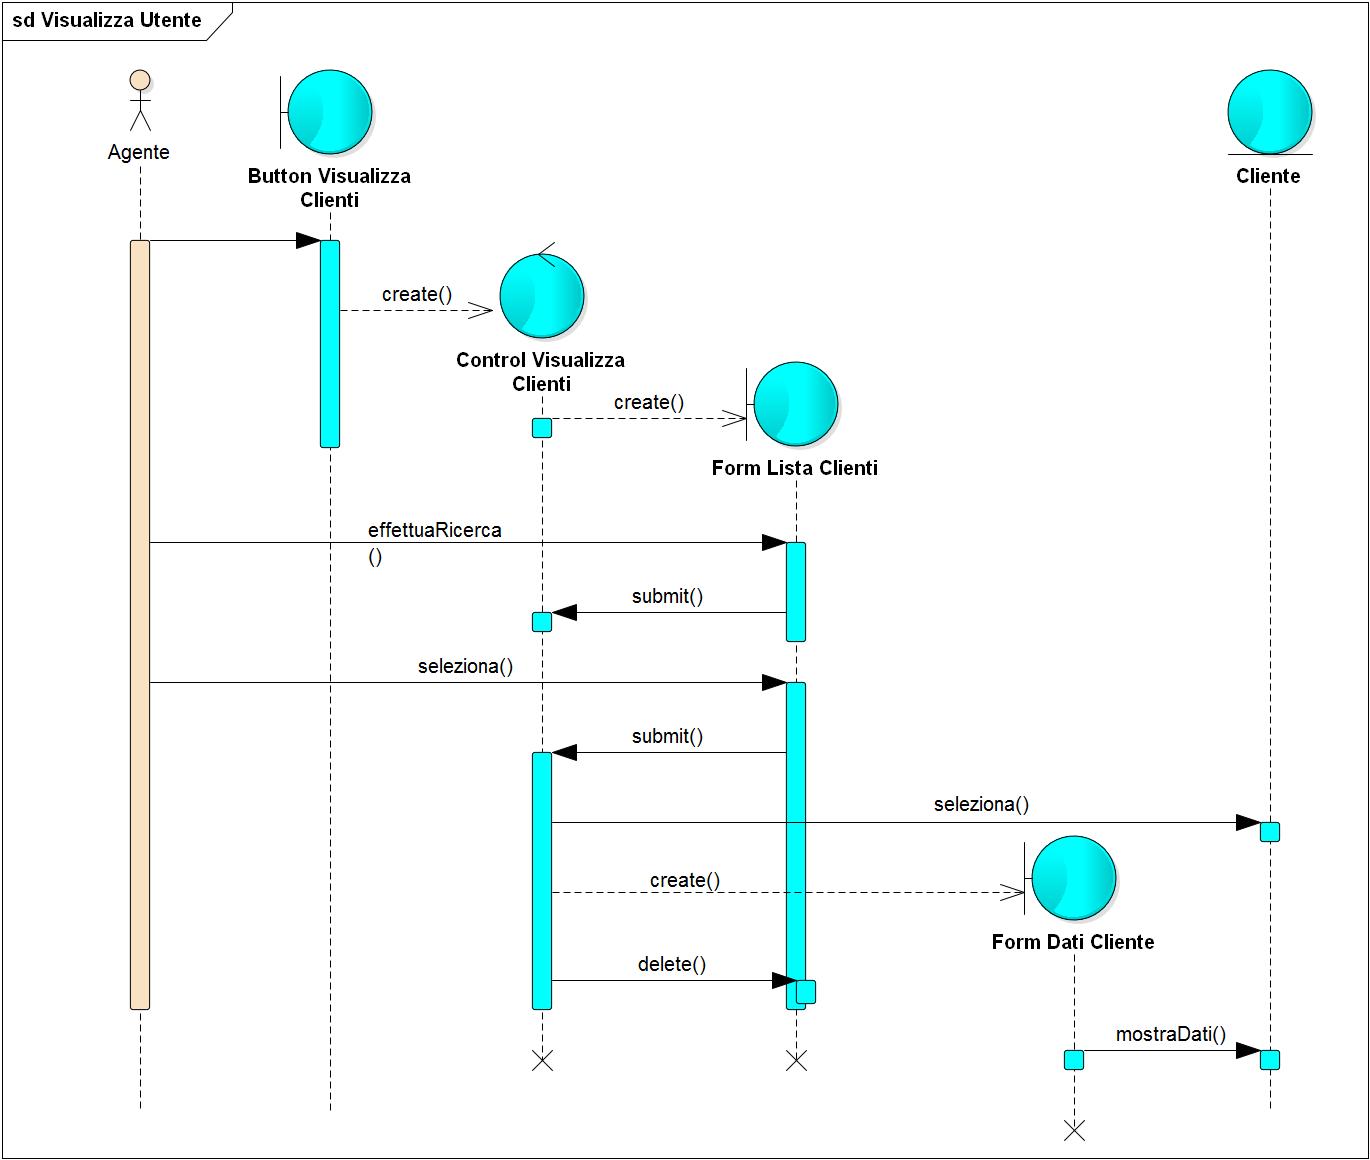 sd Visualizza Utente
Agente
Button Visualizza
Clienti
Cliente
create()
Control Visualizza
Clienti
create()
Form Lista Clienti
effettuaRicerca
()
submit()
seleziona()
submit()
seleziona()
create()
Form Dati Cliente
delete()
mostraDati()